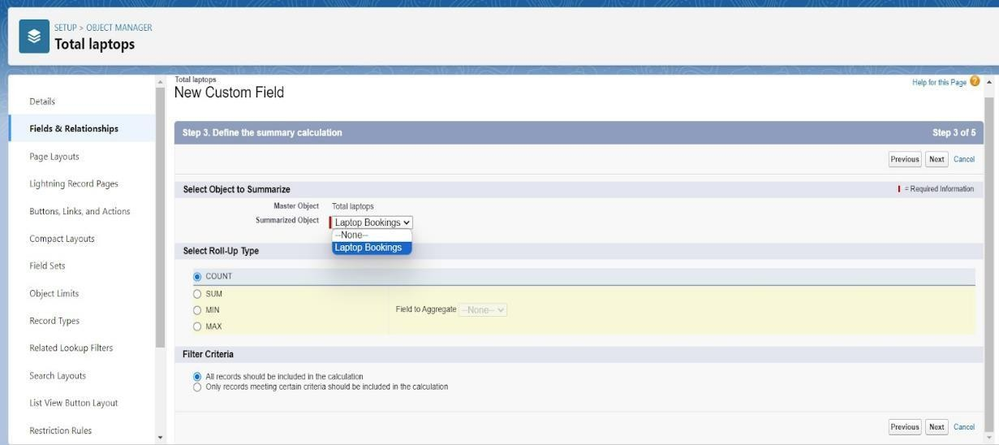 SETUP > OBJECT MANAGER
Total laptops
Details
Fields & Relationships
Page Layouts
Lightning Record Pages
Buttons, Links, and Actions
Compact Layouts
Field Sets
Object Limits
Record Types
Related Lookup Filters
Search Layouts
List View Button Layout
Restriction Rules
Total laptops
New Custom Field
Help for this Page ?
Step 3. Define the summary calculation Step 3 of 5
Previous Next Cancel
Select Object to Summarize = Required Information
Master Object Total laptops
Summarized Object Laptop Bookings
--None--
Laptop Bookings
Select Roll-Up Type
COUNT
SUM
MIN Field to Aggregate --None--
MAX
Filter Criteria
All records should be included in the calculation
Only records meeting certain criteria should be included in the calculation
Previous Next Cancel